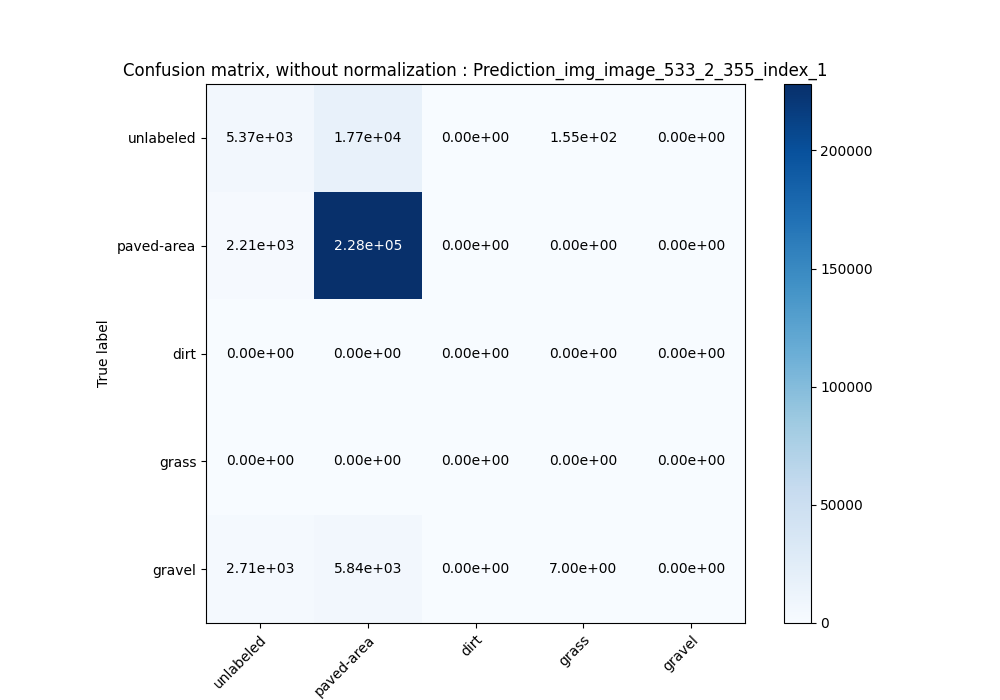 Confusion matrix, without normalization : Prediction_img_image_533_2_355_index_1
unlabeled 5.37e+03 1.77e+04 0.00e+00 1.55e+02 0.00e+00
paved-area 2.21e+03 2.28e+05 0.00e+00 0.00e+00 0.00e+00
dirt 0.00e+00 0.00e+00 0.00e+00 0.00e+00 0.00e+00
grass 0.00e+00 0.00e+00 0.00e+00 0.00e+00 0.00e+00
gravel 2.71e+03 5.84e+03 0.00e+00 7.00e+00 0.00e+00
True label
unlabeled paved-area dirt grass gravel
200000
150000
100000
50000
0